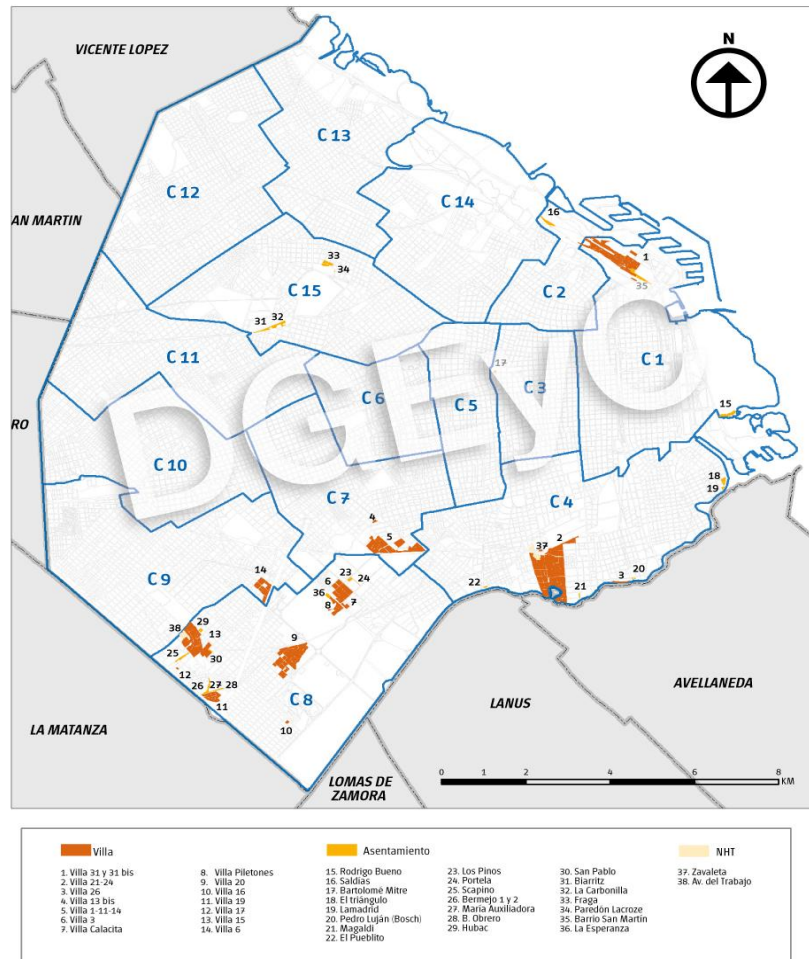 VICENTE LOPEZ
N
C 13
C 12
C 14
16
AN MARTIN
33
34
1
C 15
C 2
35
31 32
C 11
17
C 1
C 6
C 5
C 3
RO
15
C 10
DGEyO
18
19
C 7
C 4
4
5
37 2
14
C 9
23
6 24
36
8 7
22
3 20
21
29
38 13
9
25
30
12
26 27 28
11
C 8
10
AVELLANEDA
LANUS
LA MATANZA
LOMAS DE
ZAMORA
0 2 4 6 8
KM
Villa
1. Villa 31 y 31 bis
2. Villa 21-24
3. Villa 26
4. Villa 13 bis
5. Villa 1-11-14
6. Villa 3
7. Villa Calacita
8. Villa Piletones
9. Villa 20
10. Villa 16
11. Villa 19
12. Villa 17
13. Villa 15
14. Villa 6
Asentamiento
15. Rodrigo Bueno
16. Saldías
17. Bartolomé Mitre
18. El triángulo
19. Lamadrid
20. Pedro Luján (Bosch)
21. Magaldi
22. El Pueblito
23. Los Pinos
24. Portela
25. Scapino
26. Bermejo 1 y 2
27. María Auxiliadora
28. B. Obrero
29. Hubac
30. San Pablo
31. Biarritz
32. La Carbonilla
33. Fraga
34. Paredón Lacroze
35. Barrio San Martín
36. La Esperanza
NHT
37. Zavaleta
38. Av. del Trabajo